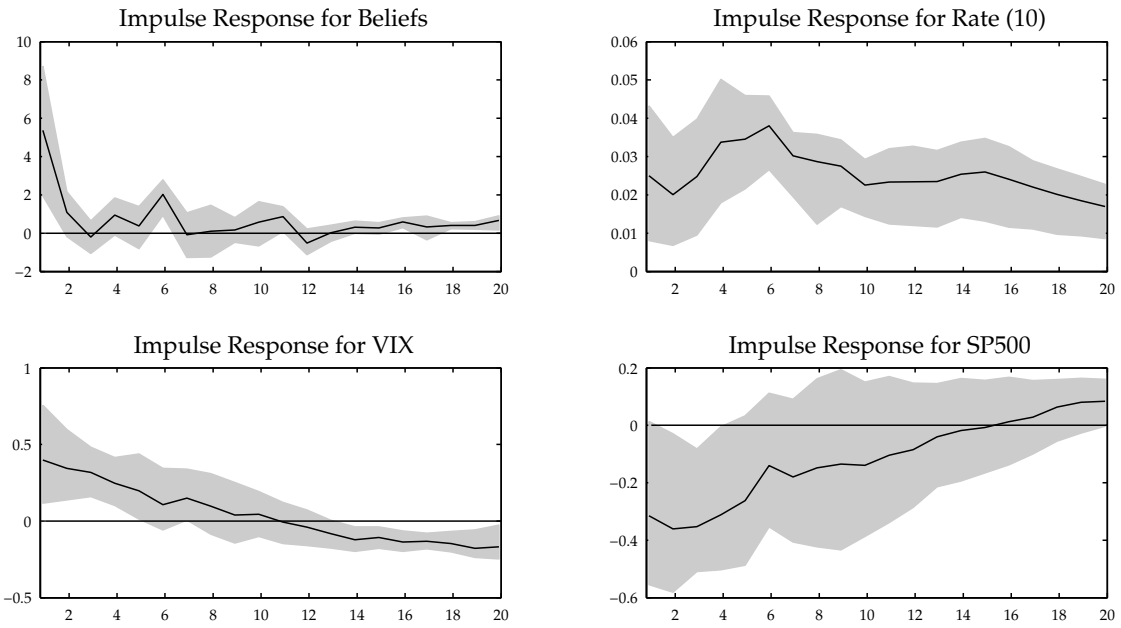 Impulse Response for Beliefs
10
8
6
4
2
0
−2
2 4 6 8 10 12 14 16 18 20
Impulse Response for Rate (10)
0.06
0.05
0.04
0.03
0.02
0.01
0
2 4 6 8 10 12 14 16 18 20
Impulse Response for VIX
1
0.5
0
−0.5
2 4 6 8 10 12 14 16 18 20
Impulse Response for SP500
0.2
0
−0.2
−0.4
−0.6
2 4 6 8 10 12 14 16 18 20